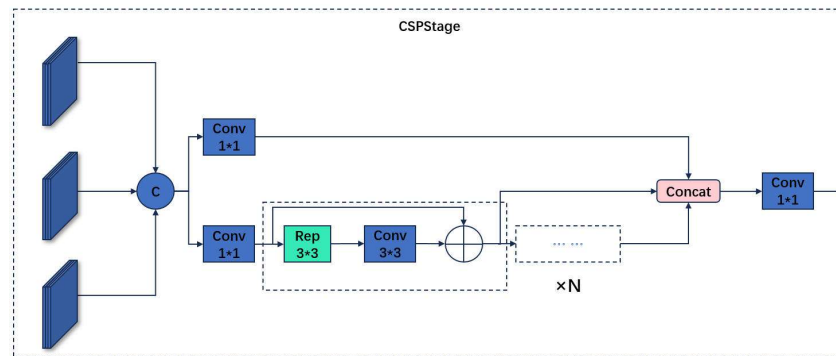 CSPStage
Conv
1*1
C
Concat
Conv
1*1
Conv
1*1
Rep
3*3
Conv
3*3
... ...
×N